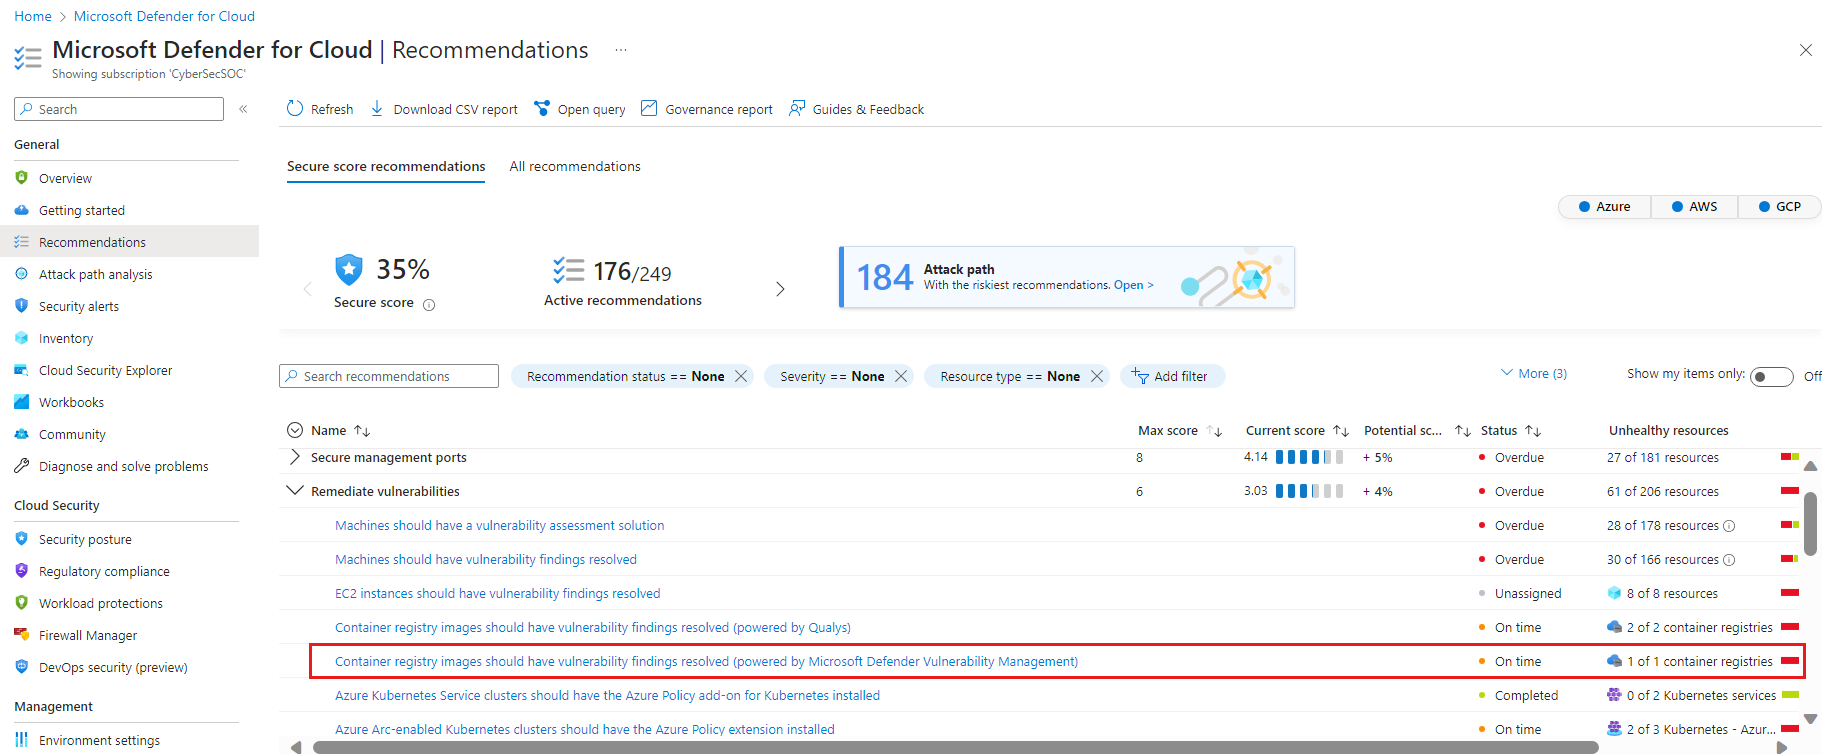 Home > Microsoft Defender for Cloud
Microsoft Defender for Cloud | Recommendations ...
Showing subscription 'CyberSecSOC'
Search «
General
Overview
Getting started
Recommendations
Attack path analysis
Security alerts
Inventory
Cloud Security Explorer
Workbooks
Community
Diagnose and solve problems
Cloud Security
Security posture
Regulatory compliance
Workload protections
Firewall Manager
DevOps security (preview)
Management
Environment settings
Refresh Download CSV report Open query Governance report Guides & Feedback
Secure score recommendations All recommendations
Azure AWS GCP
35%
Secure score
176/249
Active recommendations
184
Attack path
With the riskiest recommendations. Open >
Search recommendations Recommendation status == None Severity == None Resource type == None Add filter More (3) Show my items only: Off
Name Max score Current score Potential sc... Status Unhealthy resources
Secure management ports 8 4.14 + 5% Overdue 27 of 181 resources
Remediate vulnerabilities 6 3.03 + 4% Overdue 61 of 206 resources
Machines should have a vulnerability assessment solution Overdue 28 of 178 resources
Machines should have vulnerability findings resolved Overdue 30 of 166 resources
EC2 instances should have vulnerability findings resolved Unassigned 8 of 8 resources
Container registry images should have vulnerability findings resolved (powered by Qualys) On time 2 of 2 container registries
Container registry images should have vulnerability findings resolved (powered by Microsoft Defender Vulnerability Management) On time 1 of 1 container registries
Azure Kubernetes Service clusters should have the Azure Policy add-on for Kubernetes installed Completed 0 of 2 Kubernetes services
Azure Arc-enabled Kubernetes clusters should have the Azure Policy extension installed On time 2 of 3 Kubernetes - Azur...